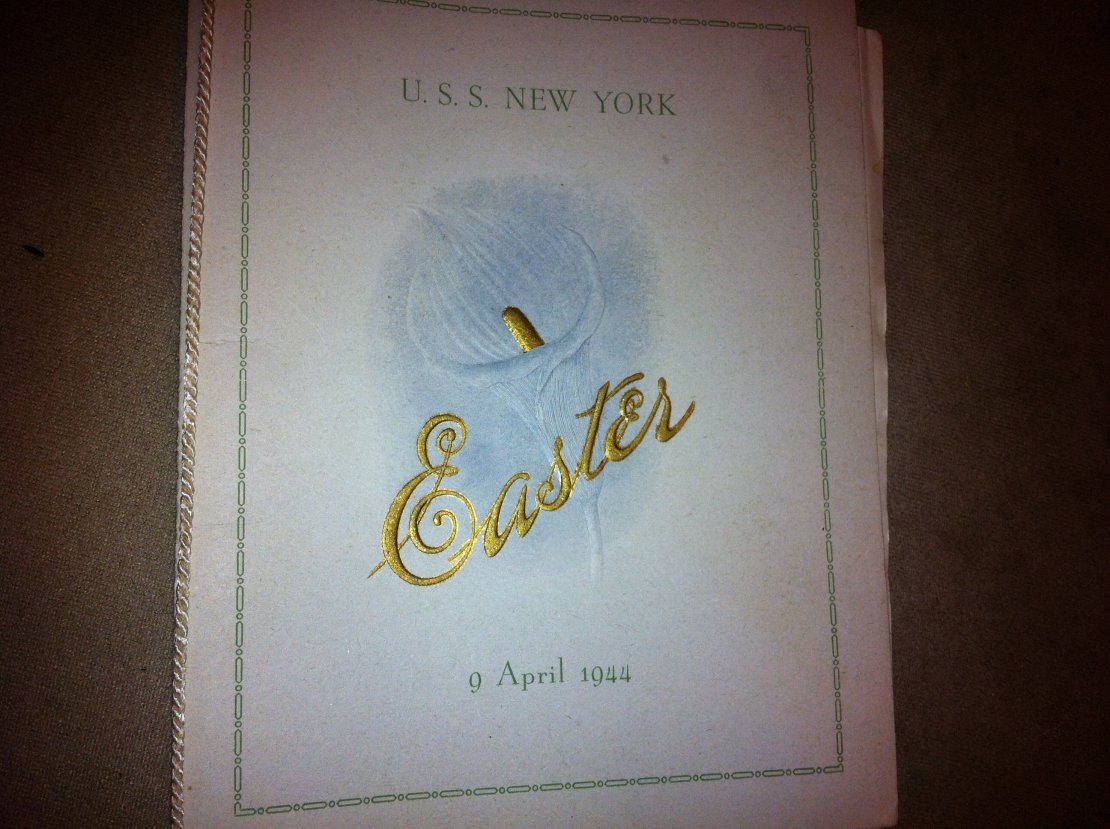 U. S. S. NEW YORK
Easter
9 April 1944